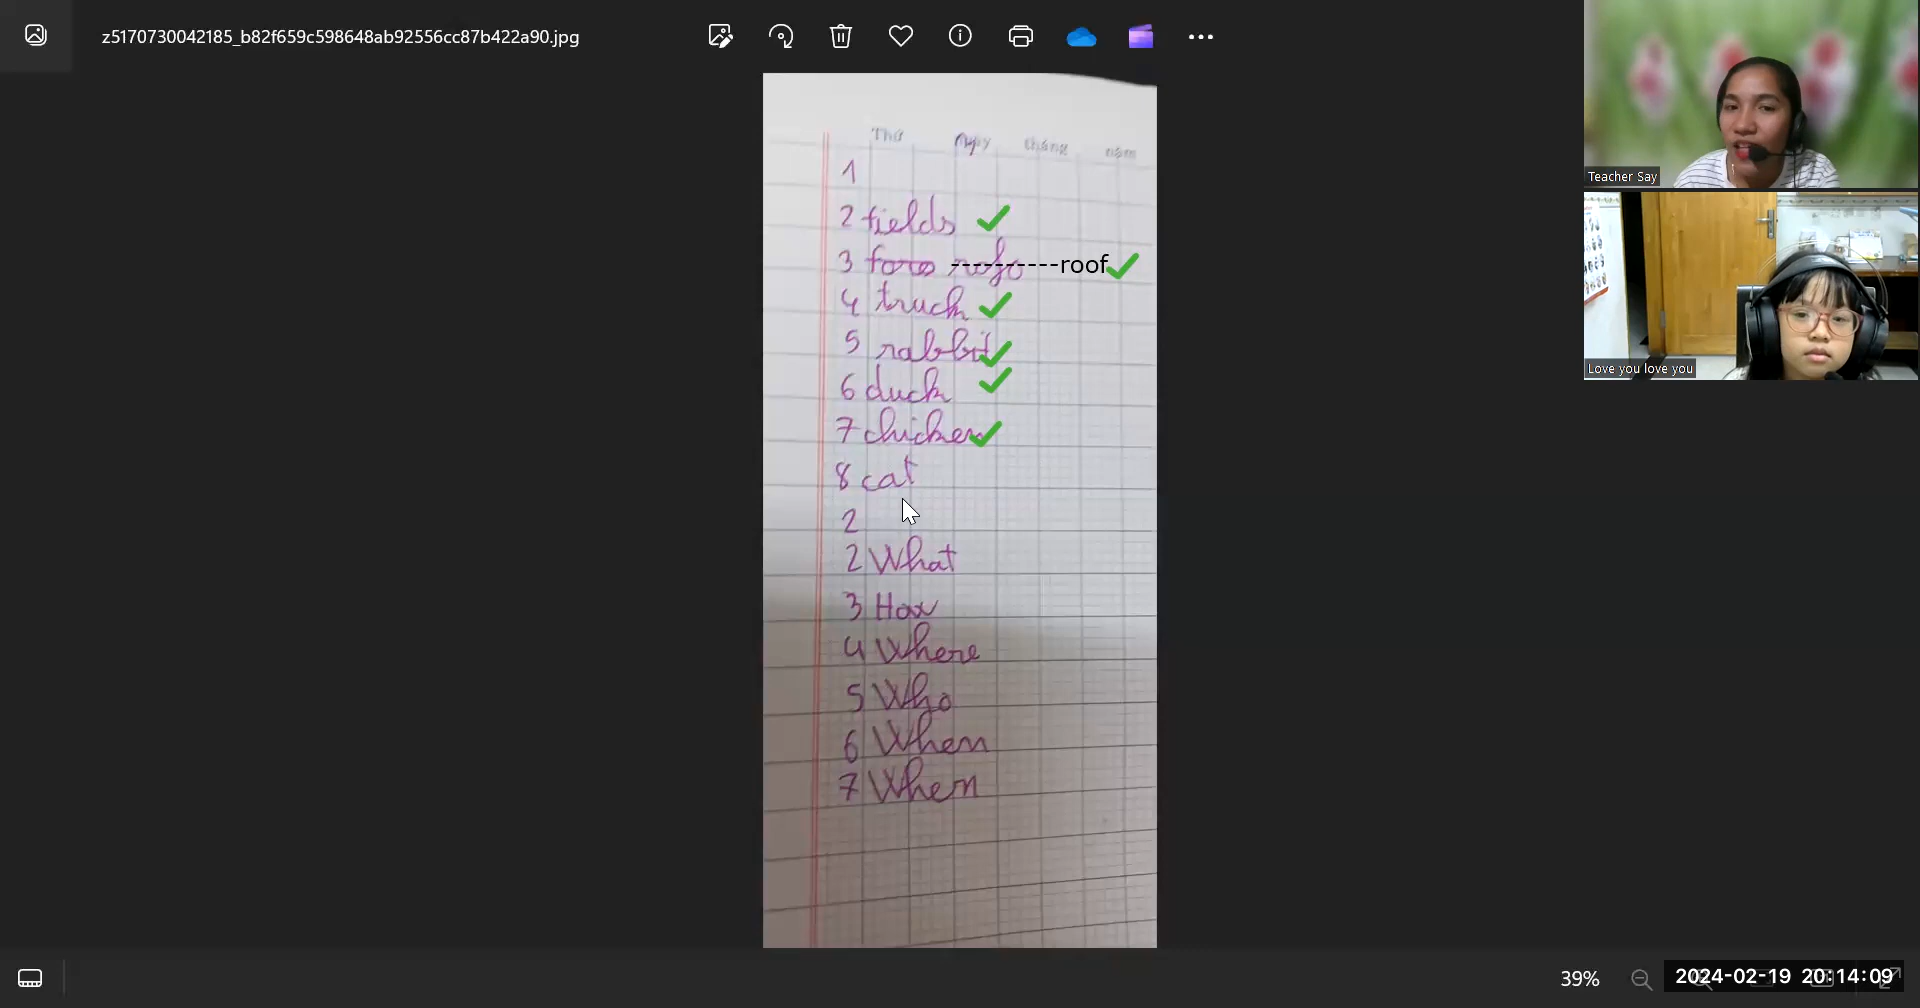 z5170730042185_b82f659c598648ab92556cc87b422a90.jpg
Teacher Say
Love you love you
Thứ Ngày tháng năm
1
2 fields
3 rofo roof
4 truck
5 rabbit
6 duck
7 chicken
8 cat
2
2 What
3 How
4 Where
5 Who
6 When
7 When
39%
2024-02-19 20:14:09